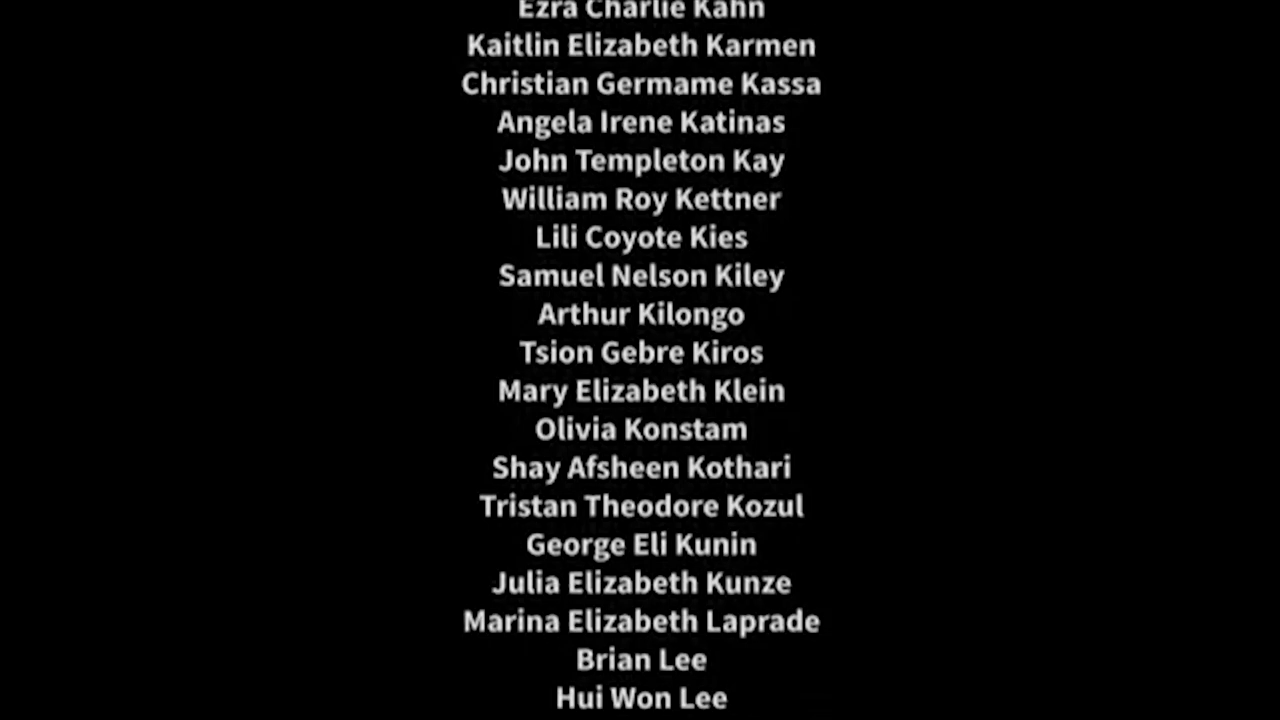 Ezra Charlie Kahn
Kaitlin Elizabeth Karmen
Christian Germame Kassa
Angela Irene Katinas
John Templeton Kay
William Roy Kettner
Lili Coyote Kies
Samuel Nelson Kiley
Arthur Kilongo
Tsion Gebre Kiros
Mary Elizabeth Klein
Olivia Konstam
Shay Afsheen Kothari
Tristan Theodore Kozul
George Eli Kunin
Julia Elizabeth Kunze
Marina Elizabeth Laprade
Brian Lee
Hui Won Lee